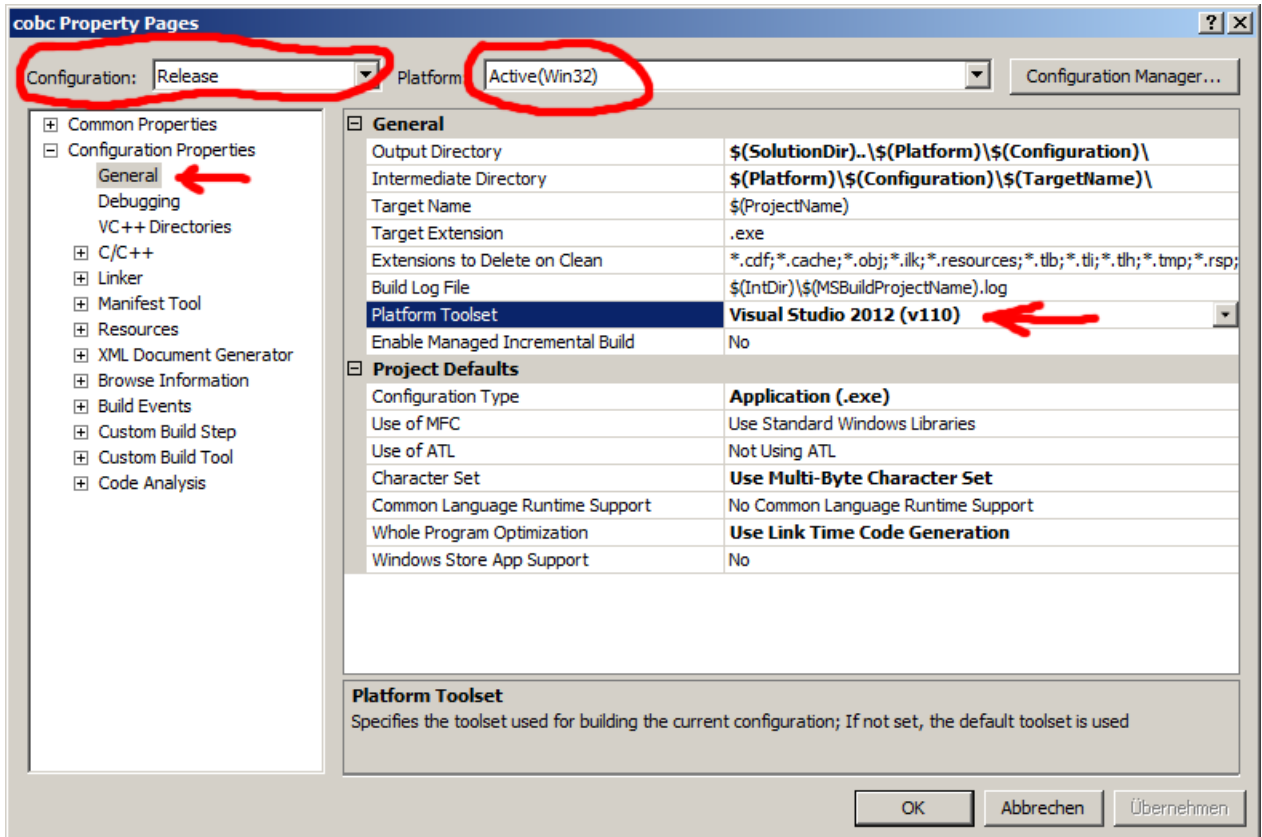 cobc Property Pages
Configuration: Release Platform: Active(Win32) Configuration Manager...
Common Properties
Configuration Properties
General
Debugging
VC++ Directories
C/C++
Linker
Manifest Tool
Resources
XML Document Generator
Browse Information
Build Events
Custom Build Step
Custom Build Tool
Code Analysis
General
Output Directory $(SolutionDir)..\$(Platform)\$(Configuration)\
Intermediate Directory $(Platform)\$(Configuration)\$(TargetName)\
Target Name $(ProjectName)
Target Extension .exe
Extensions to Delete on Clean *.cdf;*.cache;*.obj;*.ilk;*.resources;*.tlb;*.tli;*.tlh;*.tmp;*.rsp;
Build Log File $(IntDir)\$(MSBuildProjectName).log
Platform Toolset Visual Studio 2012 (v110)
Enable Managed Incremental Build No
Project Defaults
Configuration Type Application (.exe)
Use of MFC Use Standard Windows Libraries
Use of ATL Not Using ATL
Character Set Use Multi-Byte Character Set
Common Language Runtime Support No Common Language Runtime Support
Whole Program Optimization Use Link Time Code Generation
Windows Store App Support No
Platform Toolset
Specifies the toolset used for building the current configuration; If not set, the default toolset is used
OK Abbrechen Übernehmen